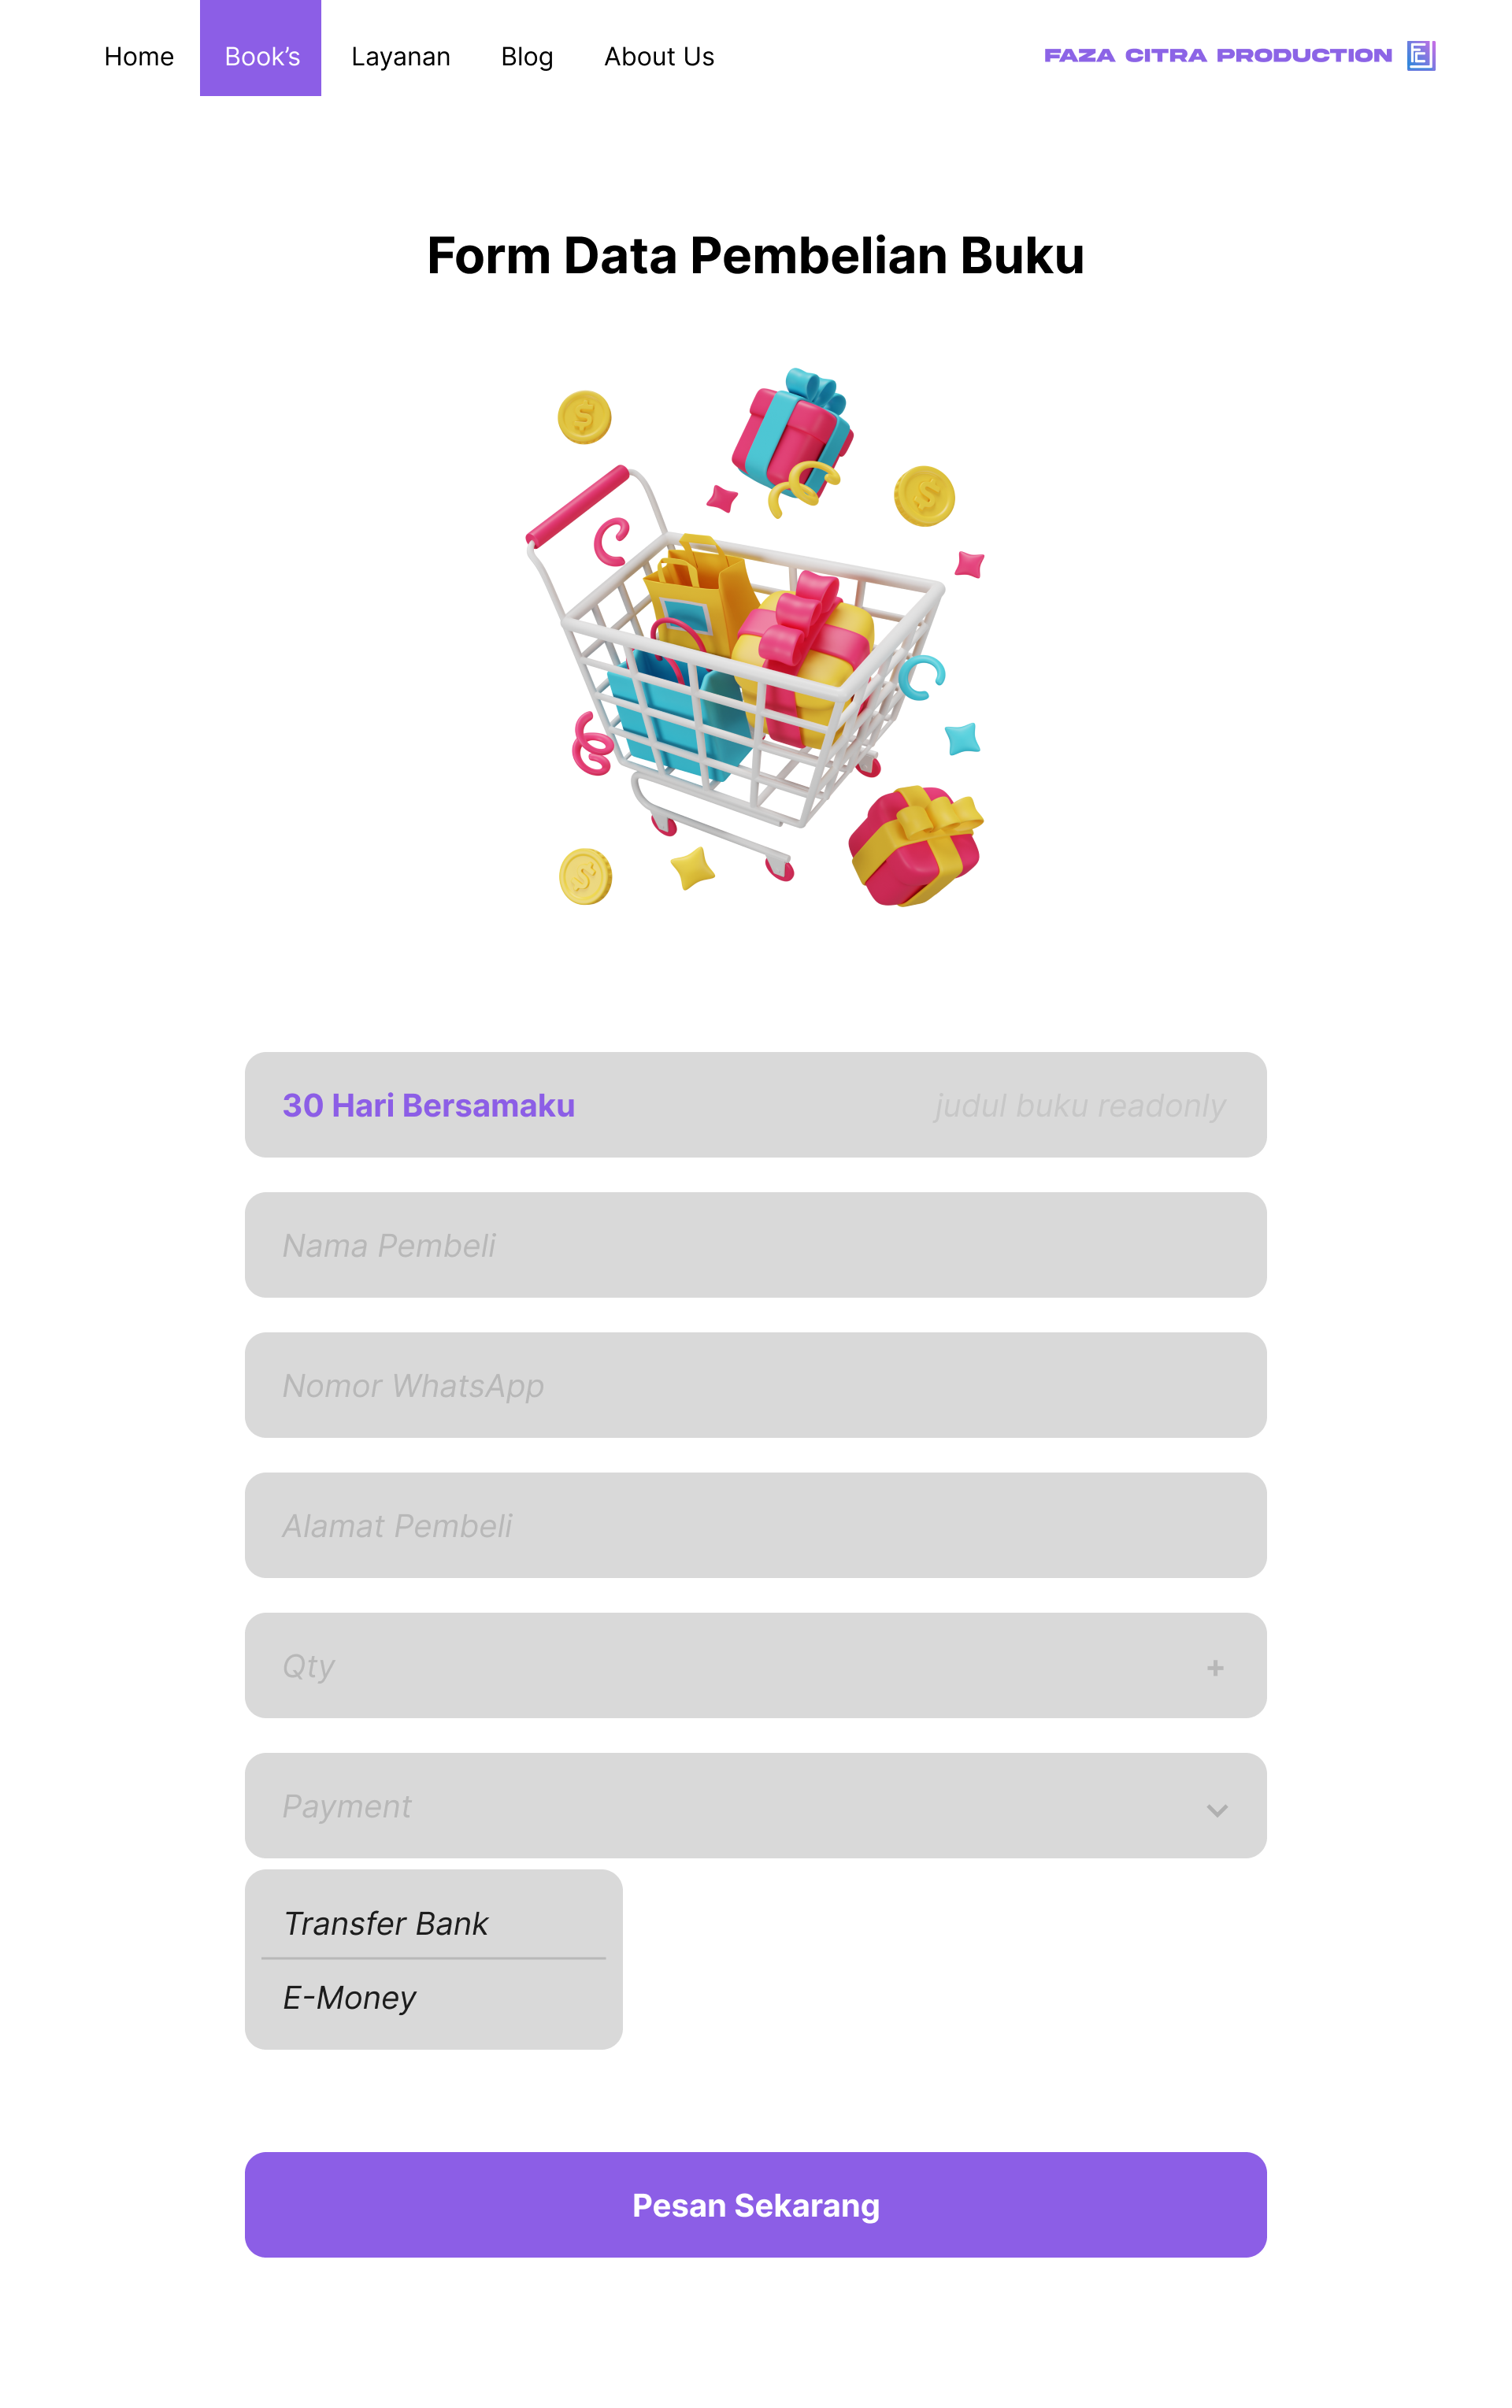 Home
Book’s
Layanan
Blog
About Us
FAZA CITRA PRODUCTION
Form Data Pembelian Buku
30 Hari Bersamaku
judul buku readonly
Nama Pembeli
Nomor WhatsApp
Alamat Pembeli
Qty
+
Payment
Transfer Bank
E-Money
Pesan Sekarang